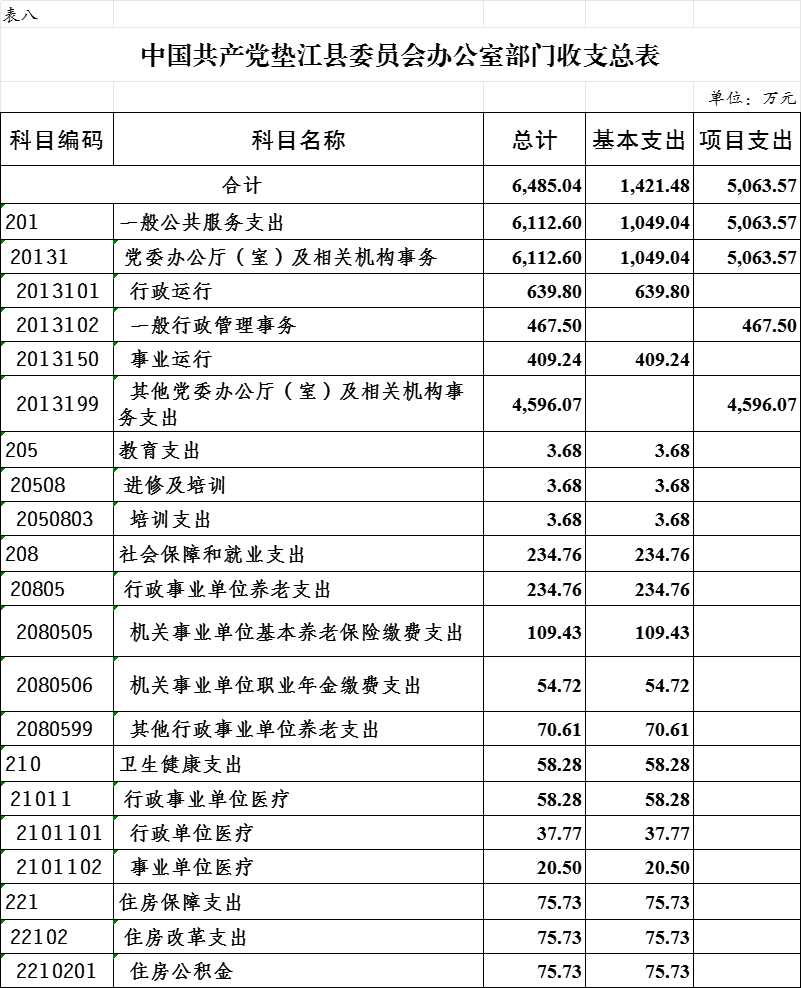 表八
中国共产党垫江县委员会办公室部门收支总表
单位：万元
科目编码 科目名称 总计 基本支出 项目支出
合计 6,485.04 1,421.48 5,063.57
201 一般公共服务支出 6,112.60 1,049.04 5,063.57
20131 党委办公厅（室）及相关机构事务 6,112.60 1,049.04 5,063.57
2013101 行政运行 639.80 639.80
2013102 一般行政管理事务 467.50 467.50
2013150 事业运行 409.24 409.24
2013199 其他党委办公厅（室）及相关机构事 4,596.07 4,596.07
务支出
205 教育支出 3.68 3.68
20508 进修及培训 3.68 3.68
2050803 培训支出 3.68 3.68
208 社会保障和就业支出 234.76 234.76
20805 行政事业单位养老支出 234.76 234.76
2080505 机关事业单位基本养老保险缴费支出 109.43 109.43
2080506 机关事业单位职业年金缴费支出 54.72 54.72
2080599 其他行政事业单位养老支出 70.61 70.61
210 卫生健康支出 58.28 58.28
21011 行政事业单位医疗 58.28 58.28
2101101 行政单位医疗 37.77 37.77
2101102 事业单位医疗 20.50 20.50
221 住房保障支出 75.73 75.73
22102 住房改革支出 75.73 75.73
2210201 住房公积金 75.73 75.73